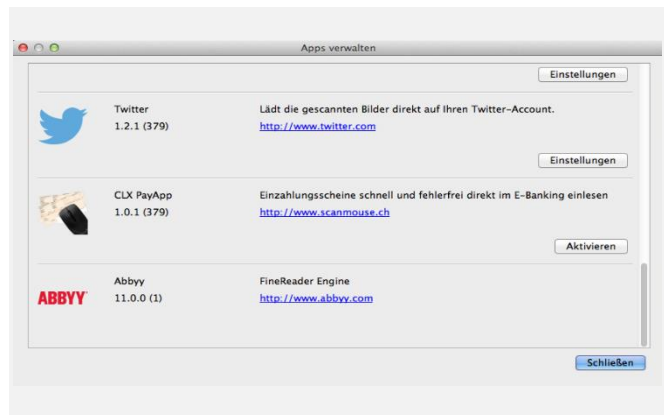 Apps verwalten
Einstellungen
Twitter
Lädt die gescannten Bilder direkt auf Ihren Twitter-Account.
1.2.1 (379)
http://www.twitter.com
Einstellungen
CLX PayApp
Einzahlungsscheine schnell und fehlerfrei direkt im E-Banking einlesen
1.0.1 (379)
http://www.scanmouse.ch
Aktivieren
Abbyy
FineReader Engine
ABBYY
11.0.0 (1)
http://www.abbyy.com
Schließen